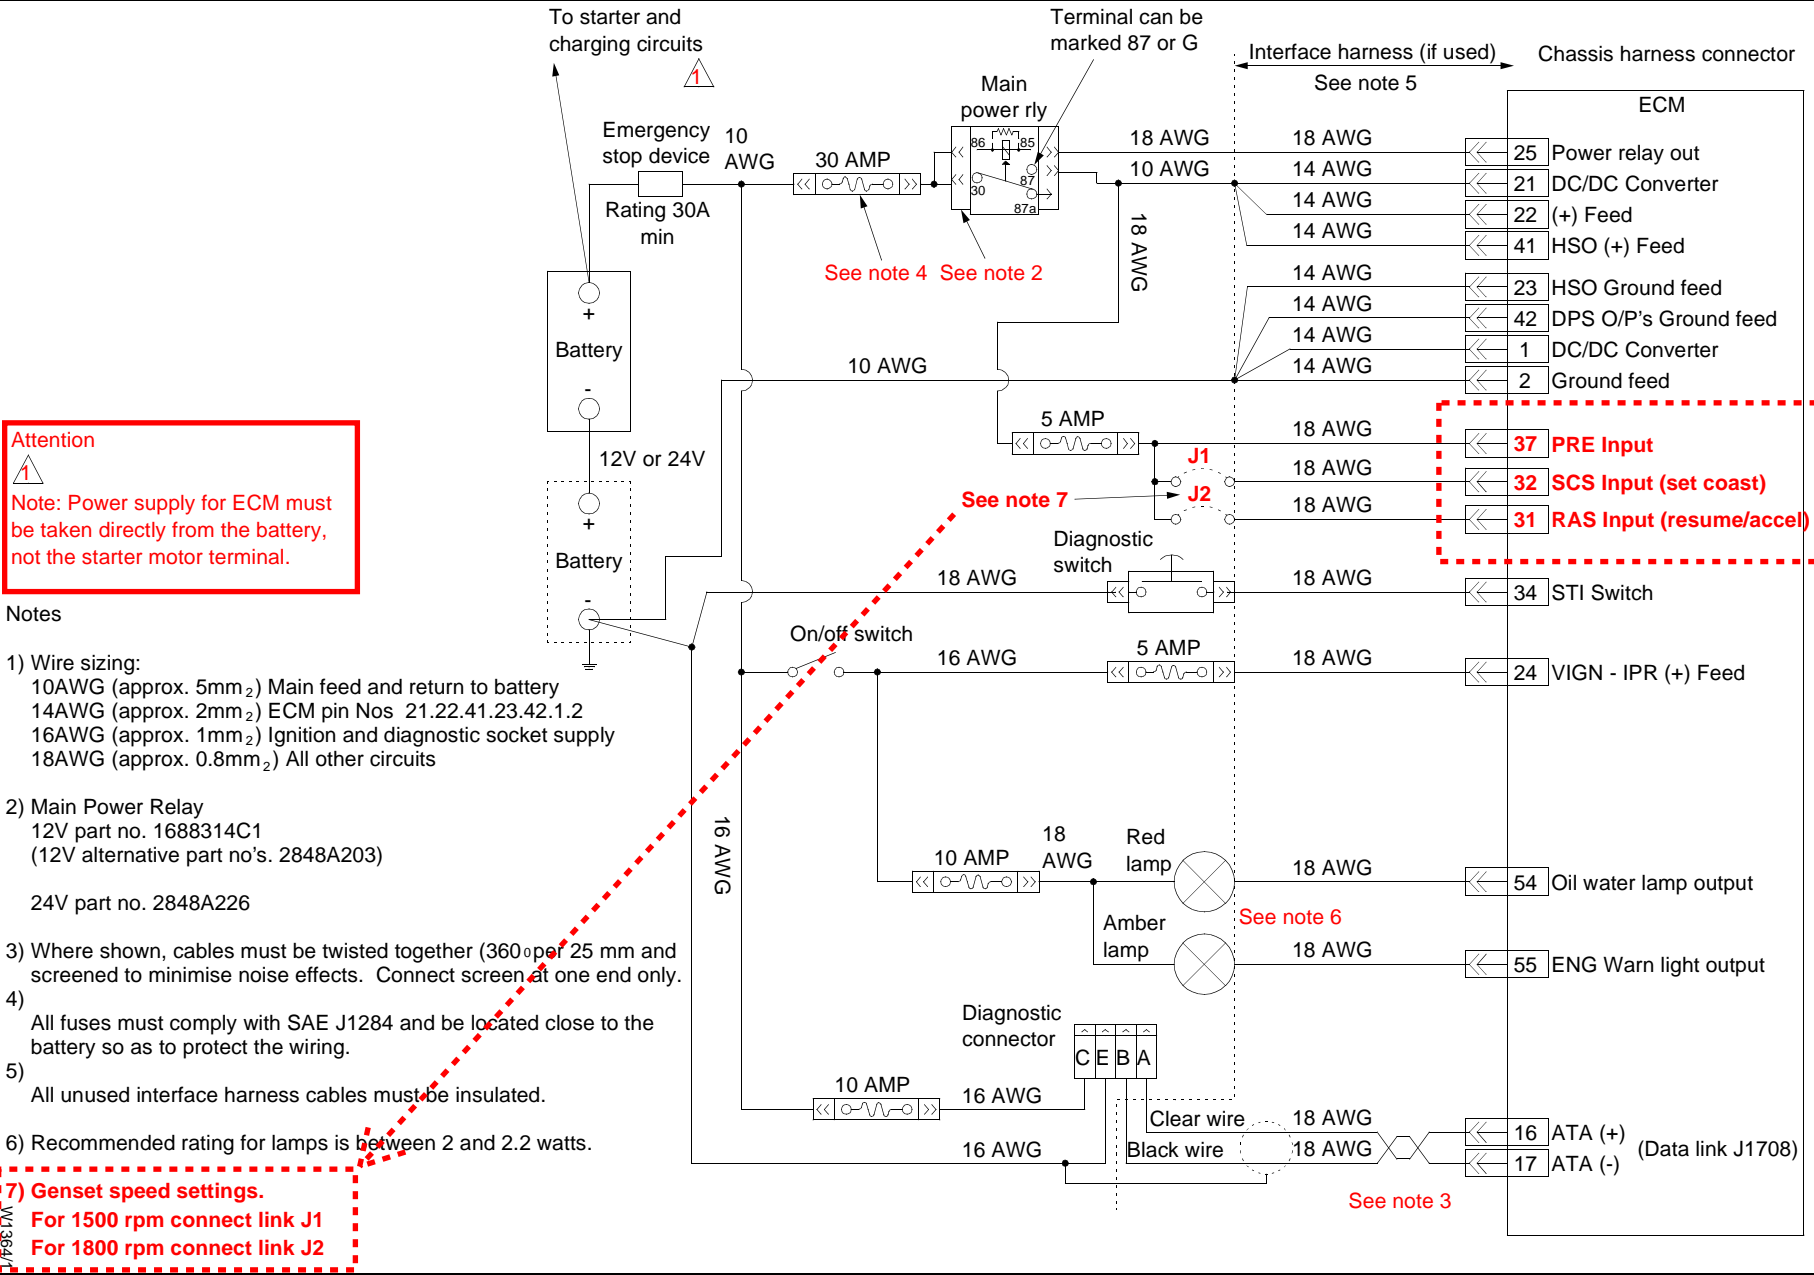 To starter and
charging circuits
1
Terminal can be
marked 87 or G
Interface harness (if used)
See note 5
Chassis harness connector
ECM
Main
power rly
86
85
30
87
87a
Emergency
stop device
Rating 30A
min
10
AWG
30 AMP
See note 4
See note 2
18 AWG
10 AWG
18 AWG
18 AWG
25 Power relay out
14 AWG
21 DC/DC Converter
14 AWG
22 (+) Feed
14 AWG
41 HSO (+) Feed
14 AWG
23 HSO Ground feed
14 AWG
42 DPS O/P's Ground feed
14 AWG
1 DC/DC Converter
14 AWG
2 Ground feed
10 AWG
+
Battery
-
12V or 24V
+
Battery
-
5 AMP
18 AWG
37 PRE Input
J1
18 AWG
32 SCS Input (set coast)
J2
18 AWG
31 RAS Input (resume/accel)
See note 7
Diagnostic
switch
18 AWG
18 AWG
34 STI Switch
On/off switch
16 AWG
5 AMP
18 AWG
24 VIGN - IPR (+) Feed
16 AWG
10 AMP
18
AWG
Red
lamp
18 AWG
54 Oil water lamp output
See note 6
Amber
lamp
18 AWG
55 ENG Warn light output
Diagnostic
connector
C E B A
10 AMP
16 AWG
16 AWG
Clear wire
18 AWG
16 ATA (+)
Black wire
18 AWG
17 ATA (-)
(Data link J1708)
See note 3
Attention
1
Note: Power supply for ECM must
be taken directly from the battery,
not the starter motor terminal.
Notes
1) Wire sizing:
10AWG (approx. 5mm2) Main feed and return to battery
14AWG (approx. 2mm2) ECM pin Nos 21.22.41.23.42.1.2
16AWG (approx. 1mm2) Ignition and diagnostic socket supply
18AWG (approx. 0.8mm2) All other circuits
2) Main Power Relay
12V part no. 1688314C1
(12V alternative part no's. 2848A203)
24V part no. 2848A226
3) Where shown, cables must be twisted together (360o per 25 mm and
screened to minimise noise effects. Connect screen at one end only.
4)
All fuses must comply with SAE J1284 and be located close to the
battery so as to protect the wiring.
5)
All unused interface harness cables must be insulated.
6) Recommended rating for lamps is between 2 and 2.2 watts.
7) Genset speed settings.
For 1500 rpm connect link J1
For 1800 rpm connect link J2
W1364/1